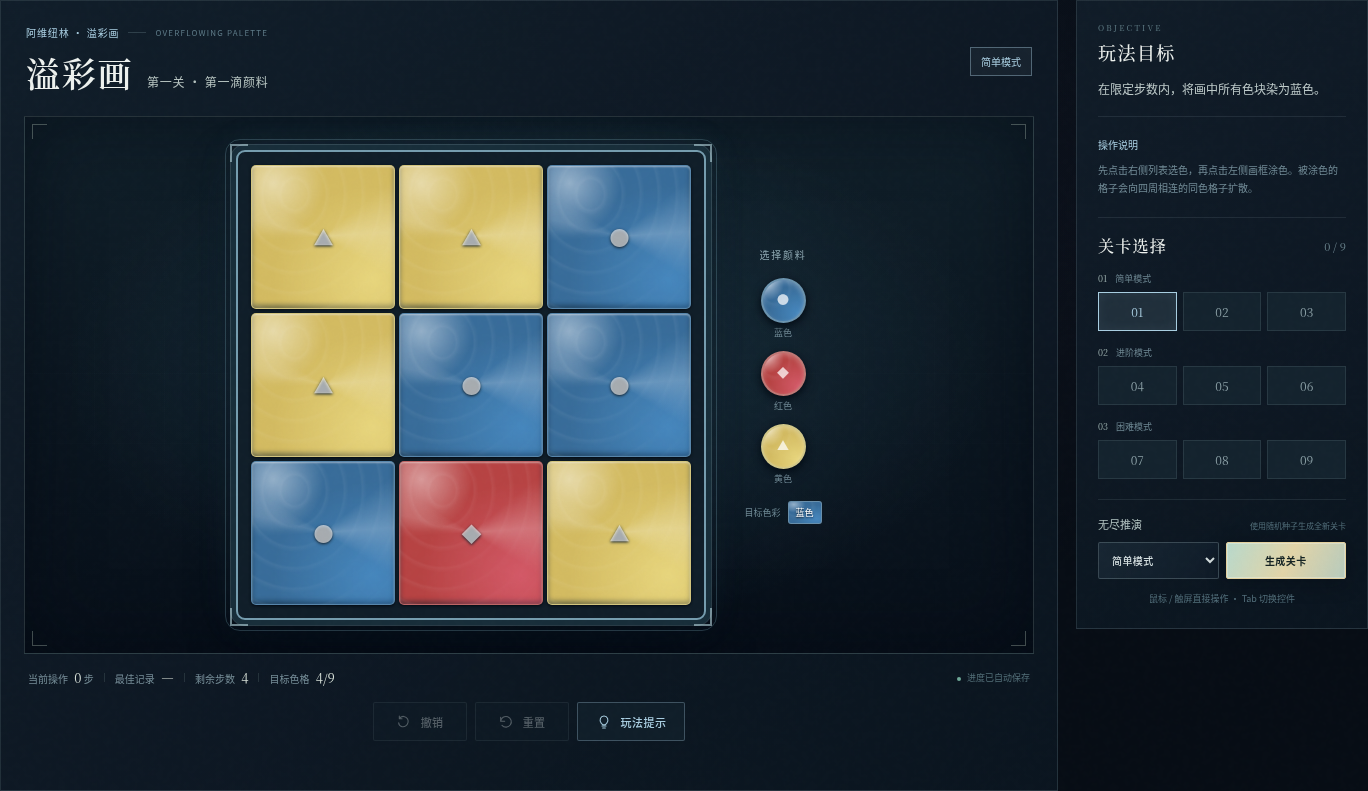 阿维纽林 · 溢彩画 OVERFLOWING PALETTE
溢彩画 第一关 · 第一滴颜料
简单模式
选择颜料
蓝色
红色
黄色
目标色彩 蓝色
当前操作 0 步 最佳记录 — 剩余步数 4 目标色格 4/9
进度已自动保存
撤销 重置 玩法提示
OBJECTIVE
玩法目标
在限定步数内，将画中所有色块染为蓝色。
操作说明
先点击右侧列表选色，再点击左侧画框涂色。被涂色的
格子会向四周相连的同色格子扩散。
关卡选择 0 / 9
01 简单模式
01 02 03
02 进阶模式
04 05 06
03 困难模式
07 08 09
无尽推演 使用随机种子生成全新关卡
简单模式 生成关卡
鼠标 / 触屏直接操作 · Tab 切换控件